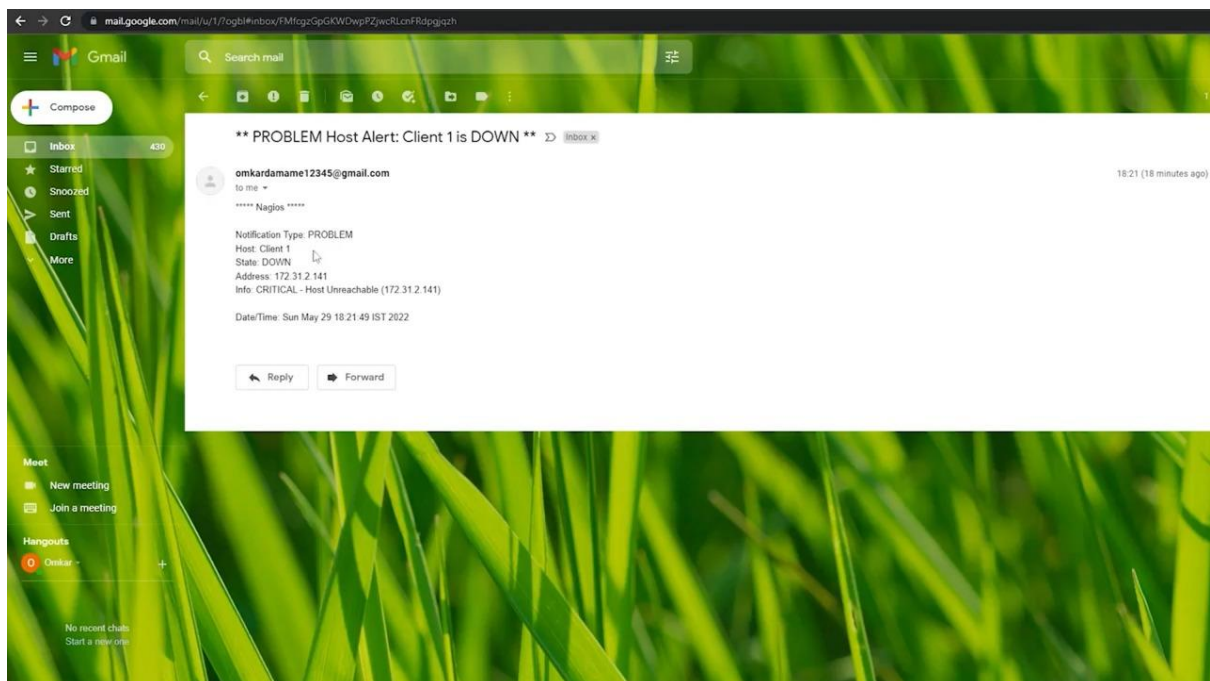 mail.google.com/mail/u/1/?ogbl#inbox/FMfcgzGpGKWDwpPZjwcRLcnFRdpgjqzh
Gmail
Search mail
Compose
1
** PROBLEM Host Alert: Client 1 is DOWN ** Inbox x
Inbox 430
Starred
Snoozed
Sent
Drafts
More
omkardamame12345@gmail.com 18:21 (18 minutes ago)
to me
***** Nagios *****
Notification Type: PROBLEM
Host: Client 1
State: DOWN
Address: 172.31.2.141
Info: CRITICAL - Host Unreachable (172.31.2.141)
Date/Time: Sun May 29 18:21:49 IST 2022
Reply Forward
Meet
New meeting
Join a meeting
Hangouts
O Omkar +
No recent chats
Start a new one